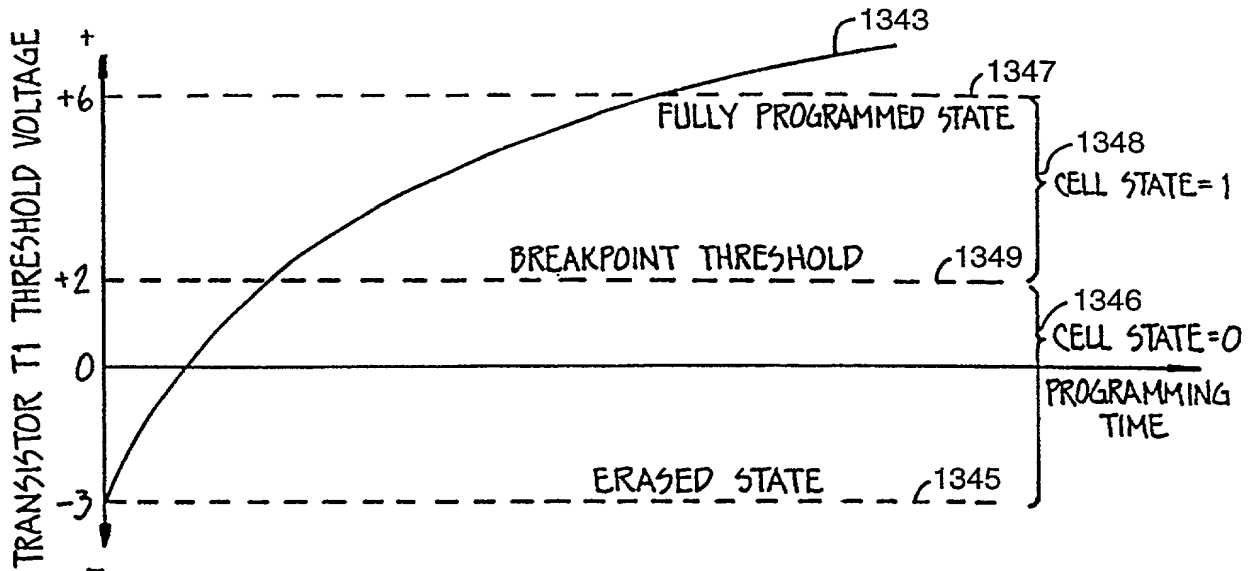 TRANSISTOR T1 THRESHOLD VOLTAGE
+
1343
+6
1347
FULLY PROGRAMMED STATE
1348
CELL STATE=1
BREAKPOINT THRESHOLD
1349
+2
1346
CELL STATE=0
0
PROGRAMMING
TIME
ERASED STATE
1345
-3
-